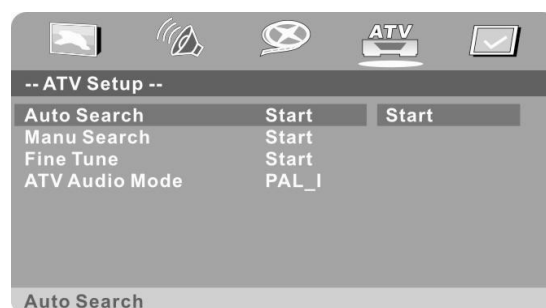 ATV
-- ATV Setup --
Auto Search Start Start
Manu Search Start
Fine Tune Start
ATV Audio Mode PAL_I
Auto Search